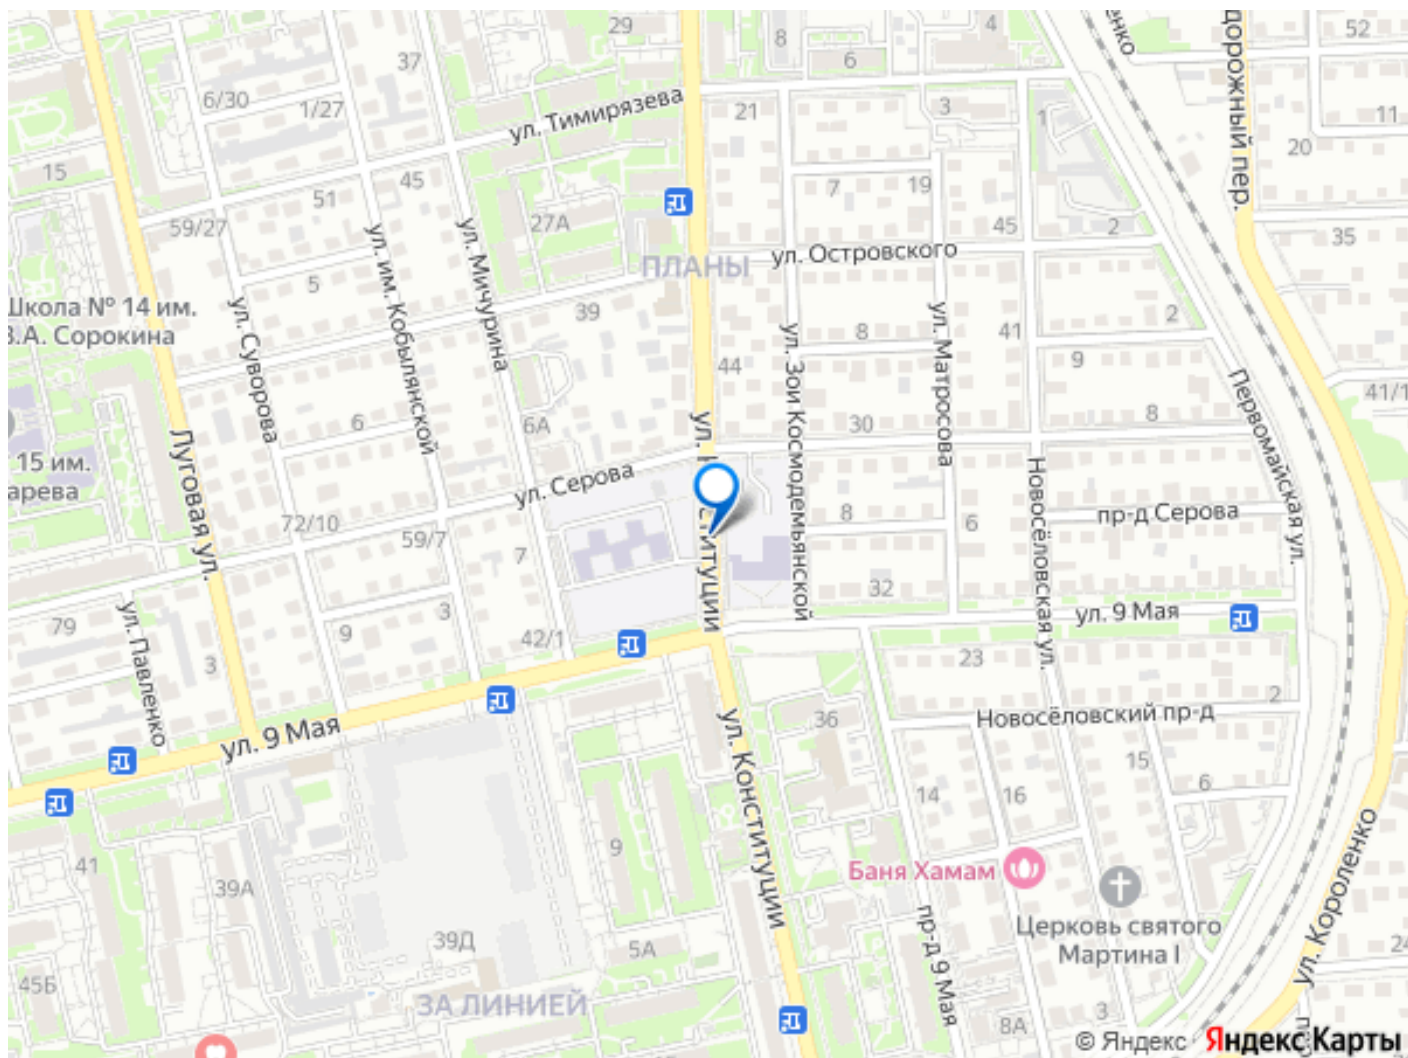 29
8
4
52
6
37
6/30
1/27
ул. Тимирязева
21
3
1
11
20
дорожный пер.
15
51
45
7
19
59/27
27А
45
2
35
ул. Островского
ПЛАНЫ
ул. им. Кобылянской
ул. Мичурина
5
Школа № 14 им.
В.А. Сорокина
39
ул. Суворова
ул. Зои Космодемьянской
8
ул. Матросова
41
2
9
44
Первомайская ул.
41/1
6
6А
30
8
15 им.
арева
Луговая ул.
ул. Серова
72/10
59/7
7
8
6
Новосёловская ул.
пр-д Серова
ституции
32
79
ул. Павленко
9
3
3
42/1
ул. 9 Мая
23
2
ул. 9 Мая
36
Новосёловский пр-д
ул. Конституции
15
6
14
16
41
39А
9
Баня Хамам
ул. Короленко
Церковь святого
Мартина I
пр-д 9 Мая
39Д
5А
24
45Б
ЗА ЛИНИЕЙ
8А
3
© Яндекс Яндекс Карты